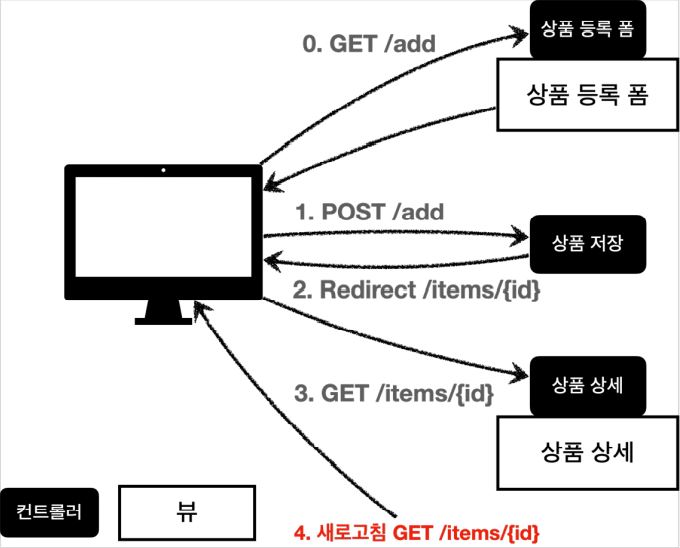 0. GET /add
상품 등록 폼
상품 등록 폼
1. POST /add
상품 저장
2. Redirect /items/{id}
3. GET /items/{id}
상품 상세
상품 상세
컨트롤러
뷰
4. 새로고침 GET /items/{id}